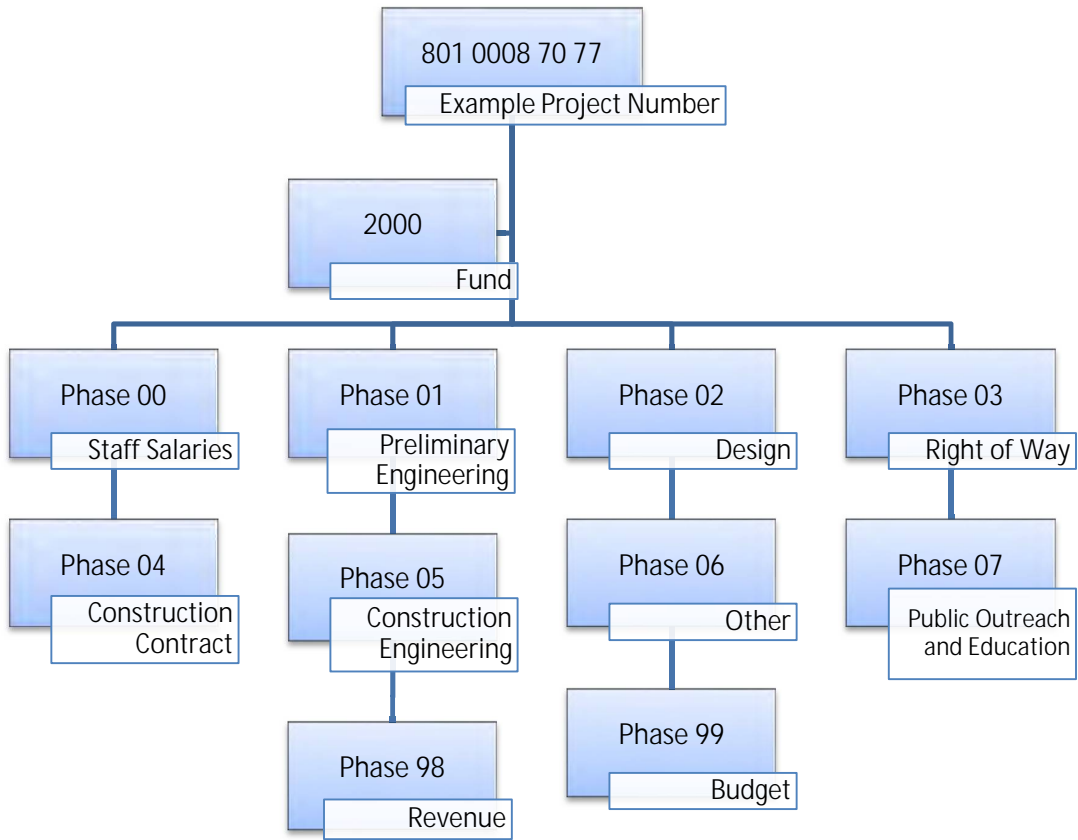 801 0008 70 77
Example Project Number
2000
Fund
Phase 00
Staff Salaries
Phase 01
Preliminary
Engineering
Phase 02
Design
Phase 03
Right of Way
Phase 04
Construction
Contract
Phase 05
Construction
Engineering
Phase 06
Other
Phase 07
Public Outreach
and Education
Phase 98
Revenue
Phase 99
Budget